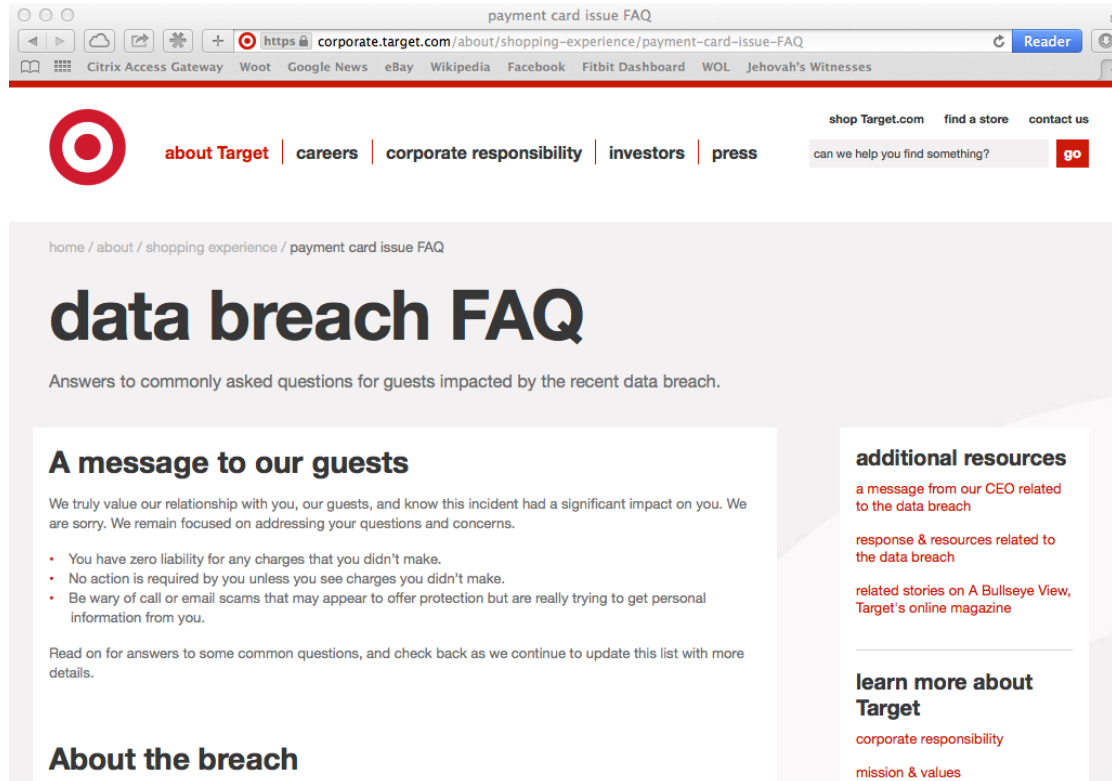 payment card issue FAQ
https corporate.target.com/about/shopping-experience/payment-card-issue-FAQ
Reader
Citrix Access Gateway Woot Google News eBay Wikipedia Facebook Fitbit Dashboard WOL Jehovah's Witnesses
shop Target.com find a store contact us
about Target careers corporate responsibility investors press
can we help you find something? go
home / about / shopping experience / payment card issue FAQ
data breach FAQ
Answers to commonly asked questions for guests impacted by the recent data breach.
A message to our guests
We truly value our relationship with you, our guests, and know this incident had a significant impact on you. We
are sorry. We remain focused on addressing your questions and concerns.
• You have zero liability for any charges that you didn't make.
• No action is required by you unless you see charges you didn't make.
• Be wary of call or email scams that may appear to offer protection but are really trying to get personal
information from you.
Read on for answers to some common questions, and check back as we continue to update this list with more
details.
About the breach
additional resources
a message from our CEO related
to the data breach
response & resources related to
the data breach
related stories on A Bullseye View,
Target's online magazine
learn more about
Target
corporate responsibility
mission & values